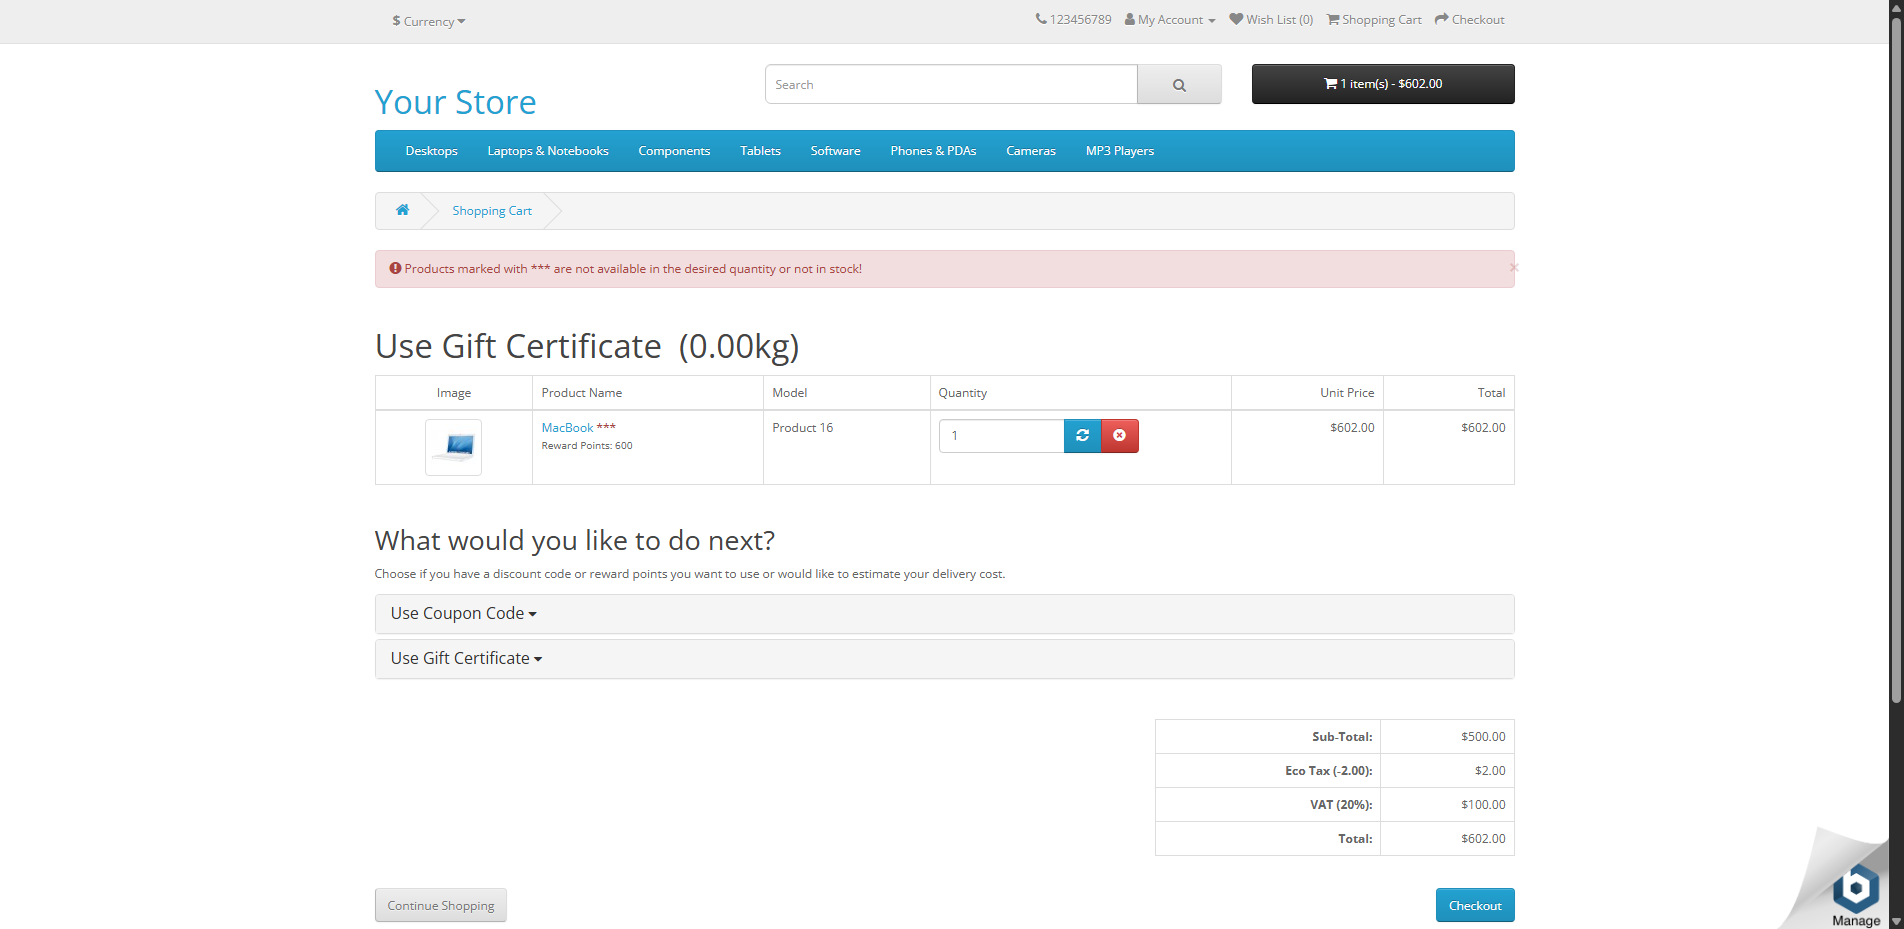 $ Currency
123456789 My Account Wish List (0) Shopping Cart Checkout
Your Store
Search
1 item(s) - $602.00
Desktops Laptops & Notebooks Components Tablets Software Phones & PDAs Cameras MP3 Players
Shopping Cart
Products marked with *** are not available in the desired quantity or not in stock!
×
Use Gift Certificate (0.00kg)
Image Product Name Model Quantity Unit Price Total
MacBook *** Product 16 1 $602.00 $602.00
Reward Points: 600
What would you like to do next?
Choose if you have a discount code or reward points you want to use or would like to estimate your delivery cost.
Use Coupon Code
Use Gift Certificate
Sub-Total: $500.00
Eco Tax (-2.00): $2.00
VAT (20%): $100.00
Total: $602.00
Continue Shopping Checkout
b
Manage